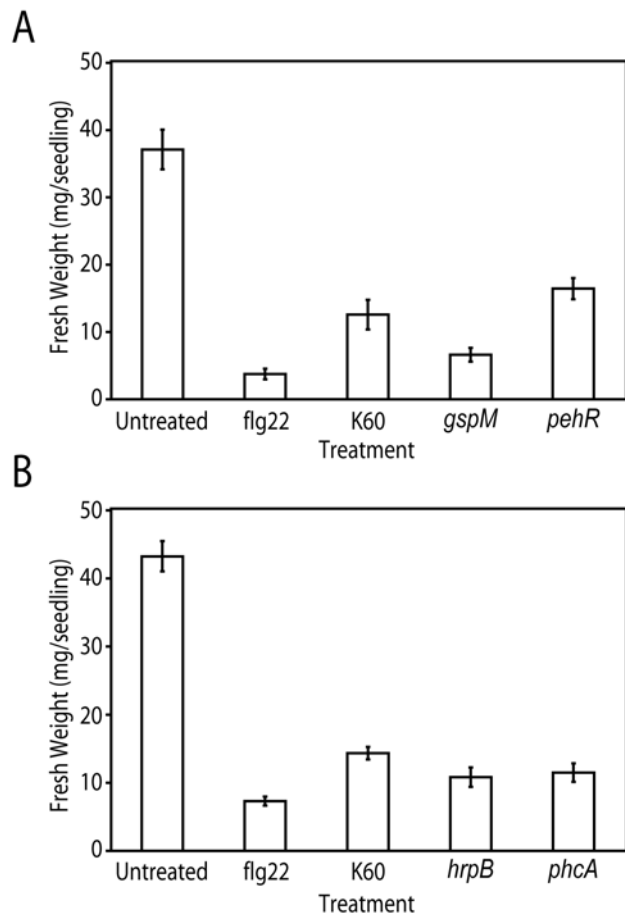 A
50
40
30
20
10
0
Fresh Weight (mg/seedling)
Untreated flg22 K60 gspM pehR
Treatment
B
50
40
30
20
10
0
Fresh Weight (mg/seedling)
Untreated flg22 K60 hrpB phcA
Treatment